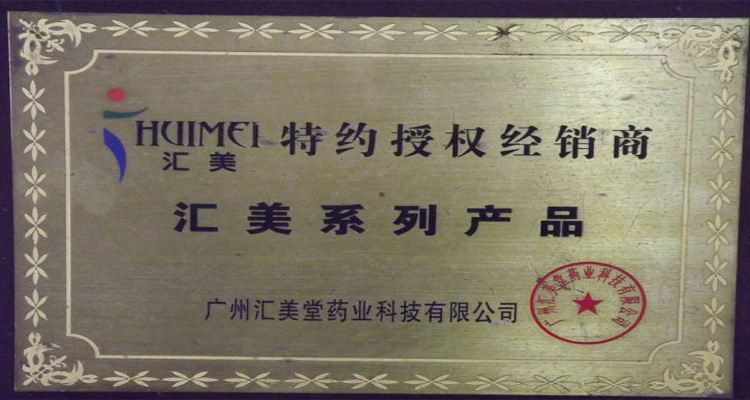 HUIMEI 特约授权经销商
汇美
汇美系列产品
广州汇美堂药业科技有限公司
广州汇美堂药业科技有限公司